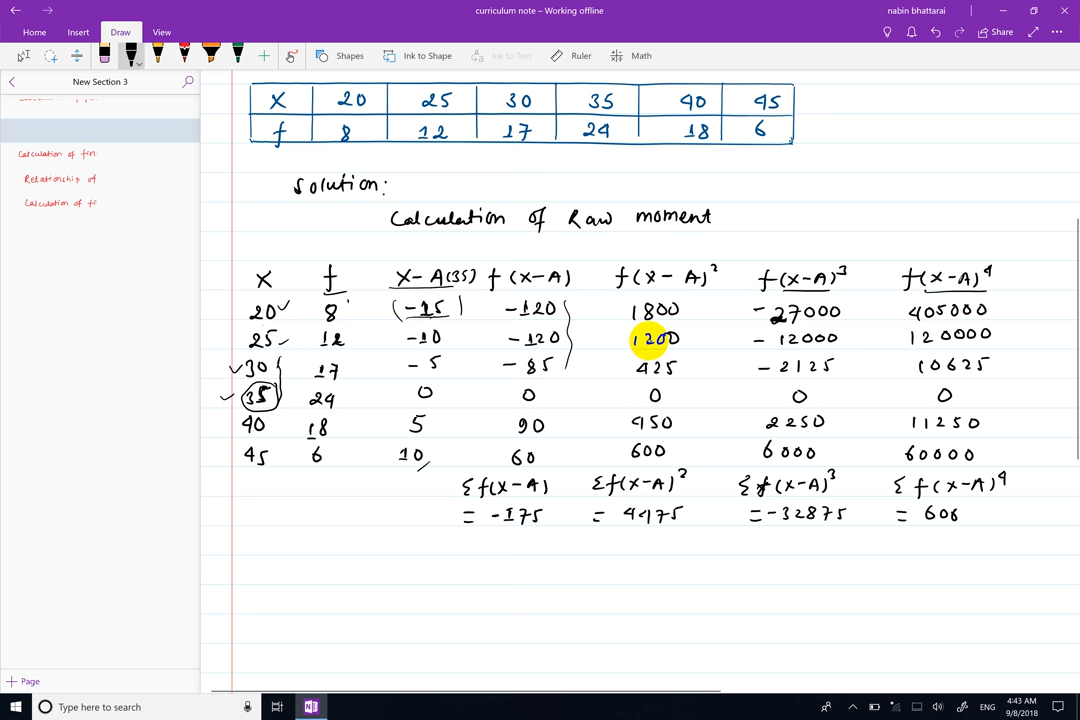 curriculum note – Working offline
nabin bhattarai
Home Insert Draw View
Share
Shapes Ink to Shape Ink to Text Ruler Math
New Section 3
Calculation of fin
Relationship of
Calculation of fi
X 20 25 30 35 40 45
f 8 12 17 24 18 6
Solution:
Calculation of Raw moment
X f X-A(35) f(X-A) f(X-A)² f(X-A)³ f(X-A)⁴
20 8 (-15) -120 1800 -27000 405000
25 12 -10 -120 1200 -12000 120000
30 17 -5 -85 425 -2125 10625
35 24 0 0 0 0 0
40 18 5 90 450 2250 11250
45 6 10 60 600 6000 60000
Σf(X-A) Σf(X-A)² Σf(X-A)³ Σf(X-A)⁴
= -175 = 4475 = -32875 = 606
Page
Type here to search
ENG
4:43 AM
9/8/2018